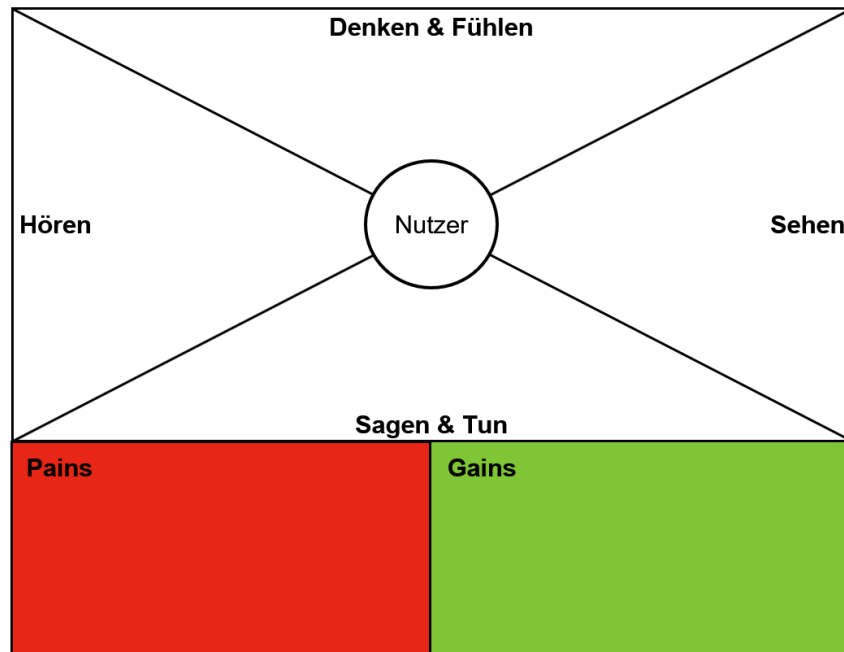 Denken & Fühlen
Hören
Nutzer
Sehen
Sagen & Tun
Pains
Gains